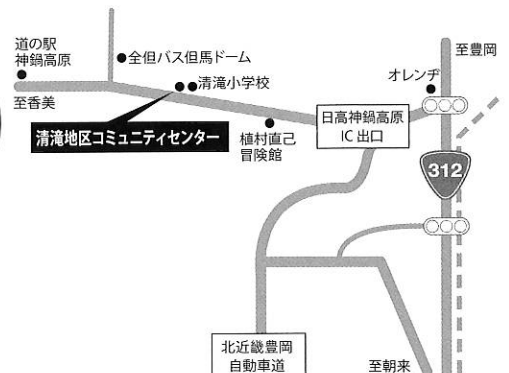 道の駅
神鍋高原
全但バス但馬ドーム
清滝小学校
至香美
清滝地区コミュニティセンター
植村直己
冒険館
日高神鍋高原
IC 出口
オレンヂ
至豊岡
312
北近畿豊岡
自動車道
至朝来